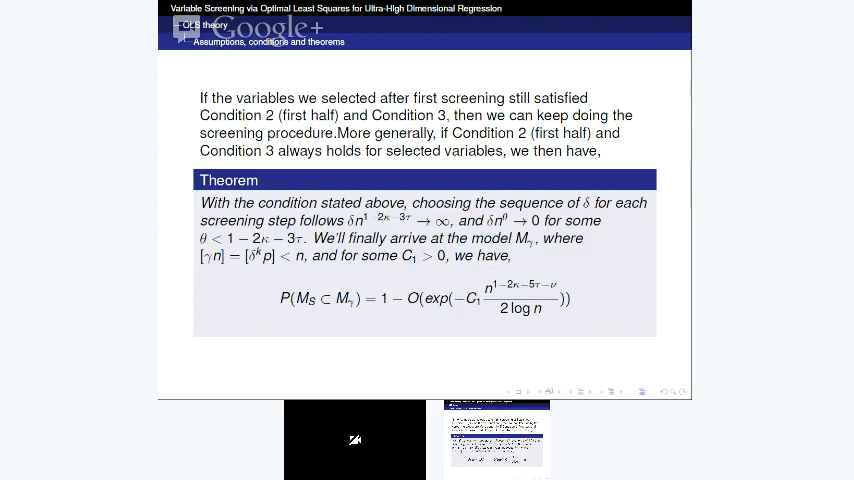 Variable Screening via Optimal Least Squares for Ultra-High Dimensional Regression
OLS theory
Google+
Assumptions, conditions and theorems
If the variables we selected after first screening still satisfied
Condition 2 (first half) and Condition 3, then we can keep doing the
screening procedure.More generally, if Condition 2 (first half) and
Condition 3 always holds for selected variables, we then have,
Theorem
With the condition stated above, choosing the sequence of δ for each
screening step follows δn^{1−2κ−3τ} → ∞, and δn^θ → 0 for some
θ < 1 − 2κ − 3τ. We'll finally arrive at the model M_γ, where
[γn] = [δ^k p] < n, and for some C₁ > 0, we have,
P(M_S ⊂ M_γ) = 1 − O(exp(−C₁ n^{1−2κ−5τ−ν} / 2 log n))